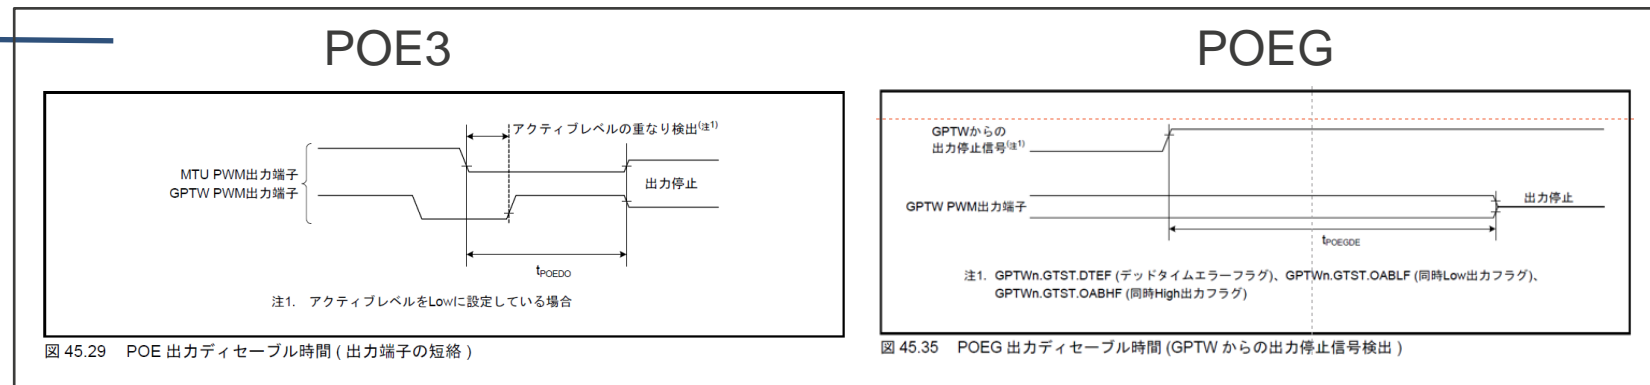 POE3
アクティブレベルの重なり検出(注1)
MTU PWM出力端子
GPTW PWM出力端子
出力停止
tPOEDO
注1. アクティブレベルをLowに設定している場合
図 45.29 POE 出力ディセーブル時間 ( 出力端子の短絡 )
POEG
GPTWからの
出力停止信号(注1)
GPTW PWM出力端子
出力停止
tPOEGDE
注1. GPTWn.GTST.DTEF (デッドタイムエラーフラグ)、GPTWn.GTST.OABLF (同時Low出力フラグ)、
GPTWn.GTST.OABHF (同時High出力フラグ)
図 45.35 POEG 出力ディセーブル時間 (GPTW からの出力停止信号検出 )